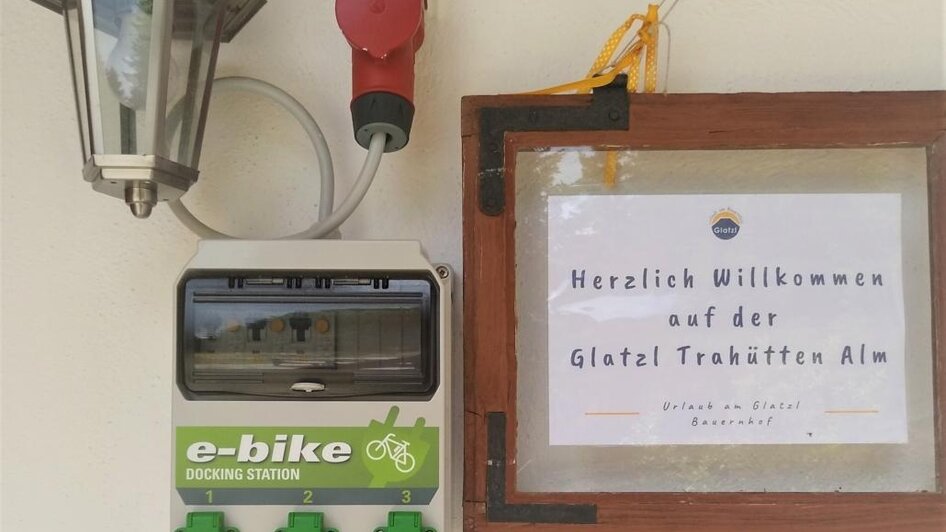 e-bike
DOCKING STATION
1 2 3
Glatzl
Herzlich Willkommen
auf der
Glatzl Trahütten Alm
Urlaub am Glatzl
Bauernhof